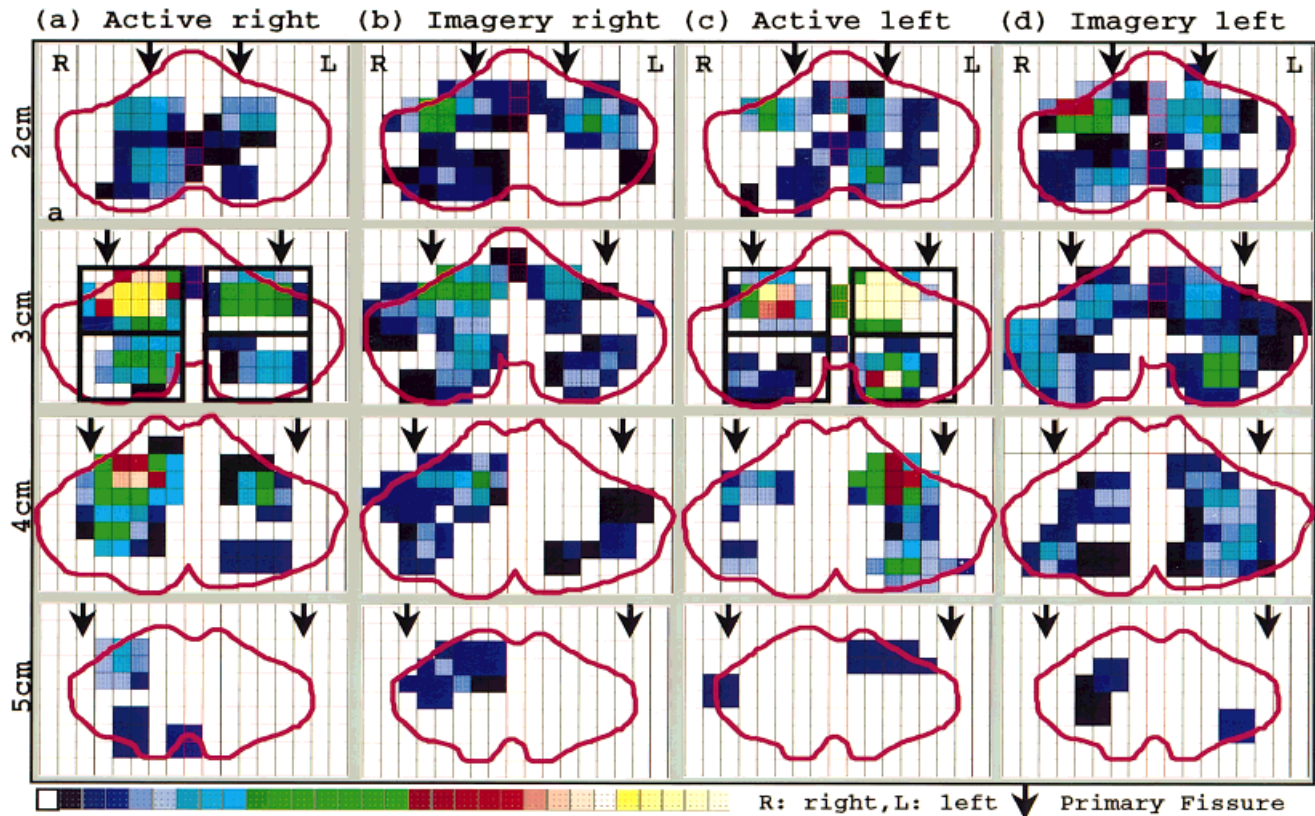 (a) Active right (b) Imagery right (c) Active left (d) Imagery left
R L R L R L R L
2cm
a
3cm
4cm
5cm
R: right,L: left Primary Fissure